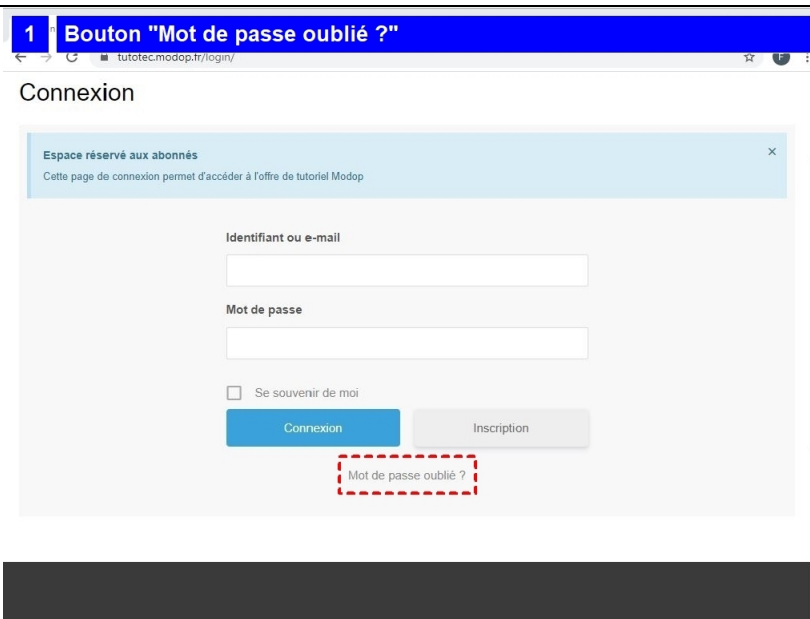 1 Bouton "Mot de passe oublié ?"
tutotec.modop.fr/login/
F
Connexion
Espace réservé aux abonnés
Cette page de connexion permet d'accéder à l'offre de tutoriel Modop
Identifiant ou e-mail
Mot de passe
Se souvenir de moi
Connexion Inscription
Mot de passe oublié ?